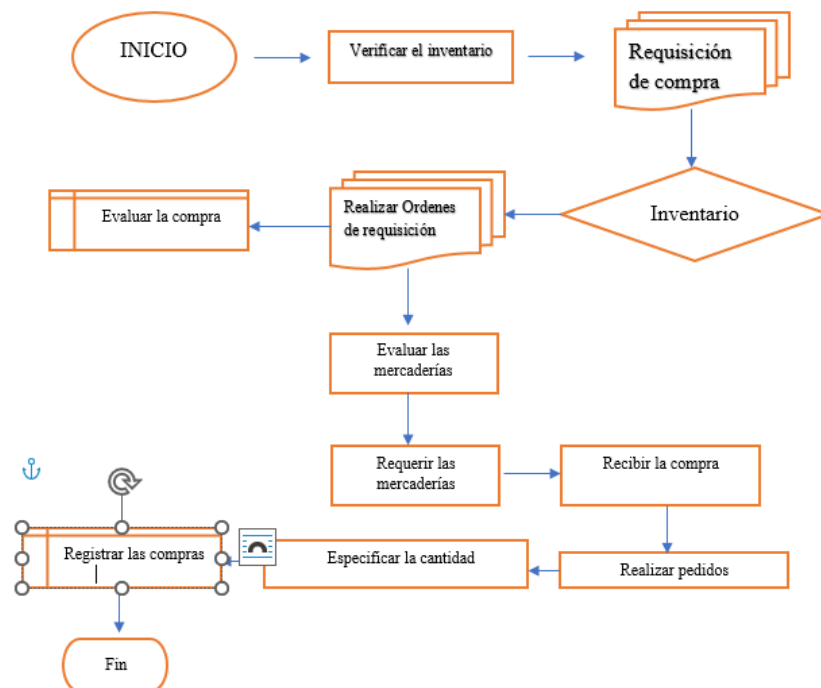 INICIO
Verificar el inventario
Requisición
de compra
Inventario
Realizar Ordenes
de requisición
Evaluar la compra
Evaluar las
mercaderías
Requerir las
mercaderías
Recibir la compra
Realizar pedidos
Especificar la cantidad
Registrar las compras
Fin